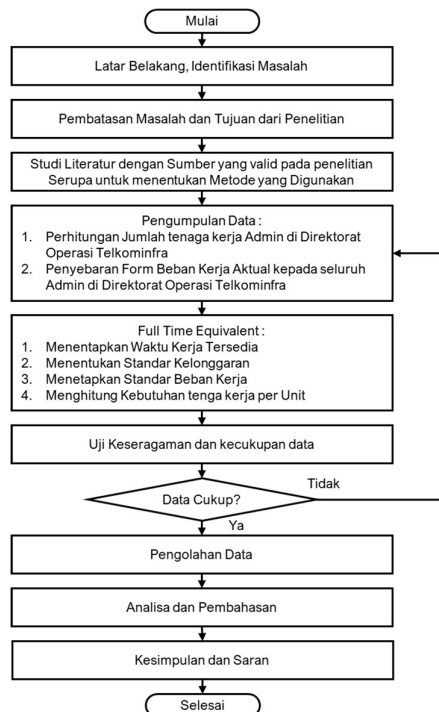 Mulai
Latar Belakang, Identifikasi Masalah
Pembatasan Masalah dan Tujuan dari Penelitian
Studi Literatur dengan Sumber yang valid pada penelitian
Serupa untuk menentukan Metode yang Digunakan
Pengumpulan Data :
1. Perhitungan Jumlah tenaga kerja Admin di Direktorat
Operasi Telkominfra
2. Penyebaran Form Beban Kerja Aktual kepada seluruh
Admin di Direktorat Operasi Telkominfra
Full Time Equivalent :
1. Menentapkan Waktu Kerja Tersedia
2. Menentukan Standar Kelonggaran
3. Menetapkan Standar Beban Kerja
4. Menghitung Kebutuhan tenga kerja per Unit
Uji Keseragaman dan kecukupan data
Data Cukup?
Tidak
Ya
Pengolahan Data
Analisa dan Pembahasan
Kesimpulan dan Saran
Selesai